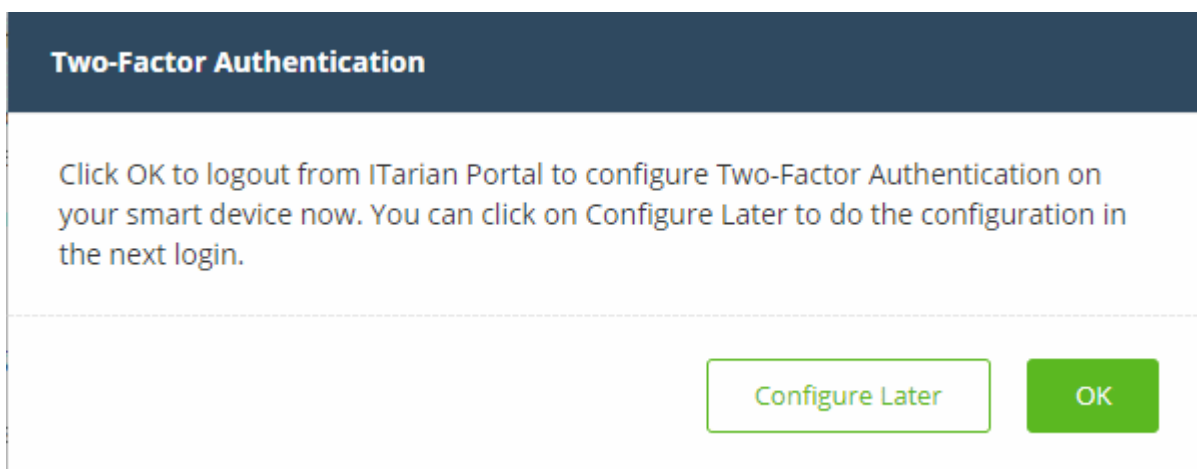 Two-Factor Authentication
Click OK to logout from ITarian Portal to configure Two-Factor Authentication on
your smart device now. You can click on Configure Later to do the configuration in
the next login.
Configure Later
OK